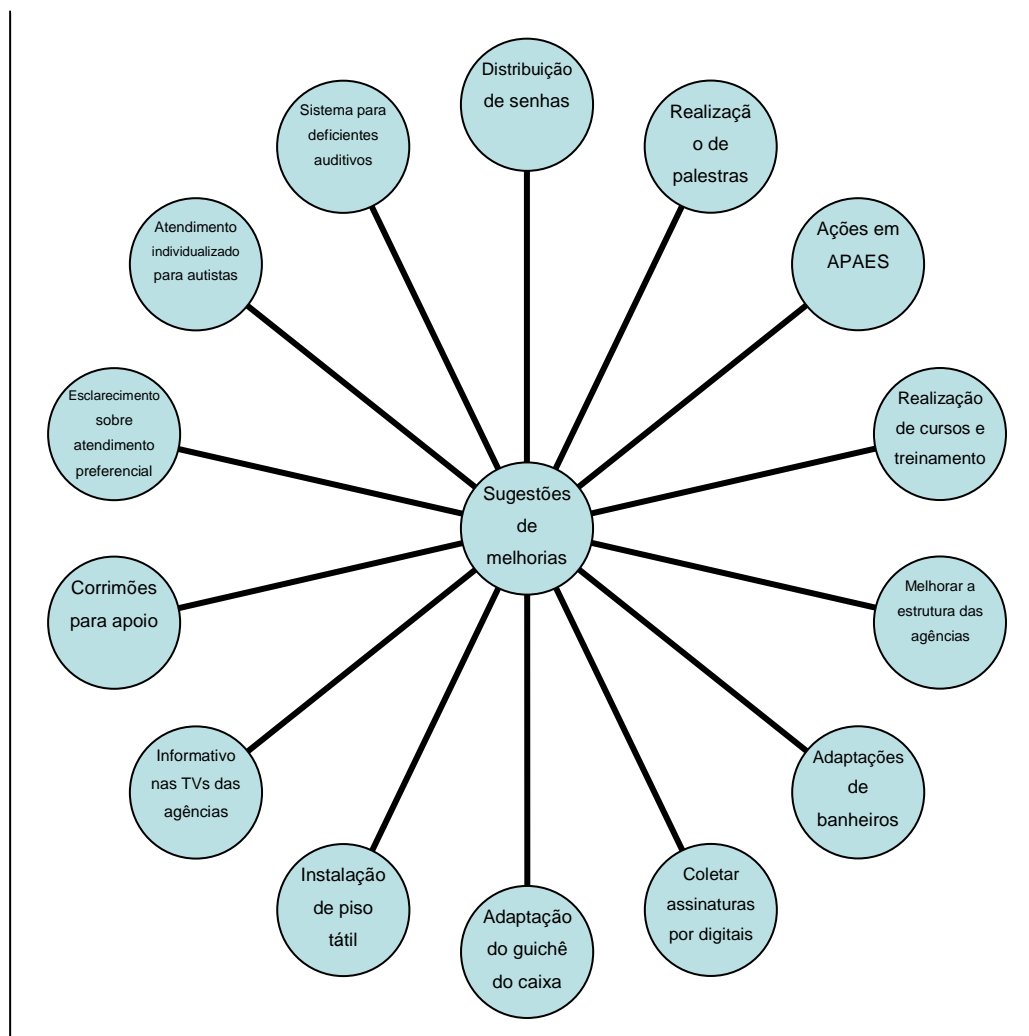 Distribuição
de senhas
Realizaçã
o de
palestras
Ações em
APAES
Realização
de cursos e
treinamento
Melhorar a
estrutura das
agências
Adaptações
de
banheiros
Coletar
assinaturas
por digitais
Adaptação
do guichê
do caixa
Instalação
de piso
tátil
Informativo
nas TVs das
agências
Corrimões
para apoio
Esclarecimento
sobre
atendimento
preferencial
Atendimento
individualizado
para autistas
Sistema para
deficientes
auditivos
Sugestões
de
melhorias